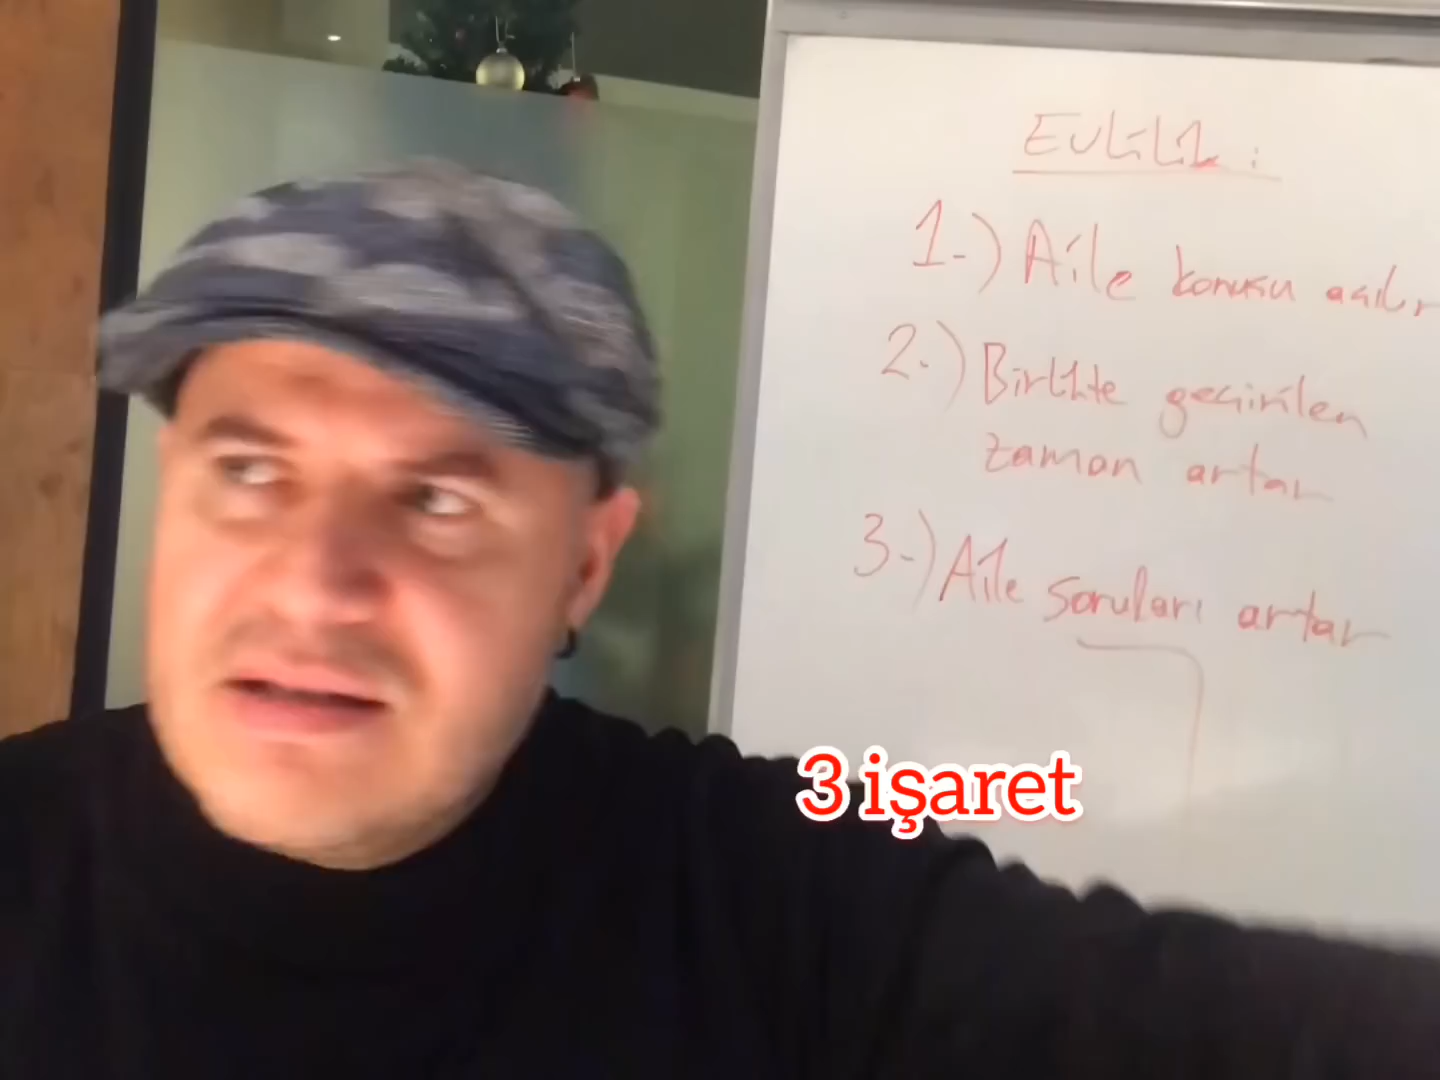 Evlilik :
1-) Aile konusu açılır
2-) Birlikte geçirilen
zaman artar
3-) Aile soruları artar
3 işaret